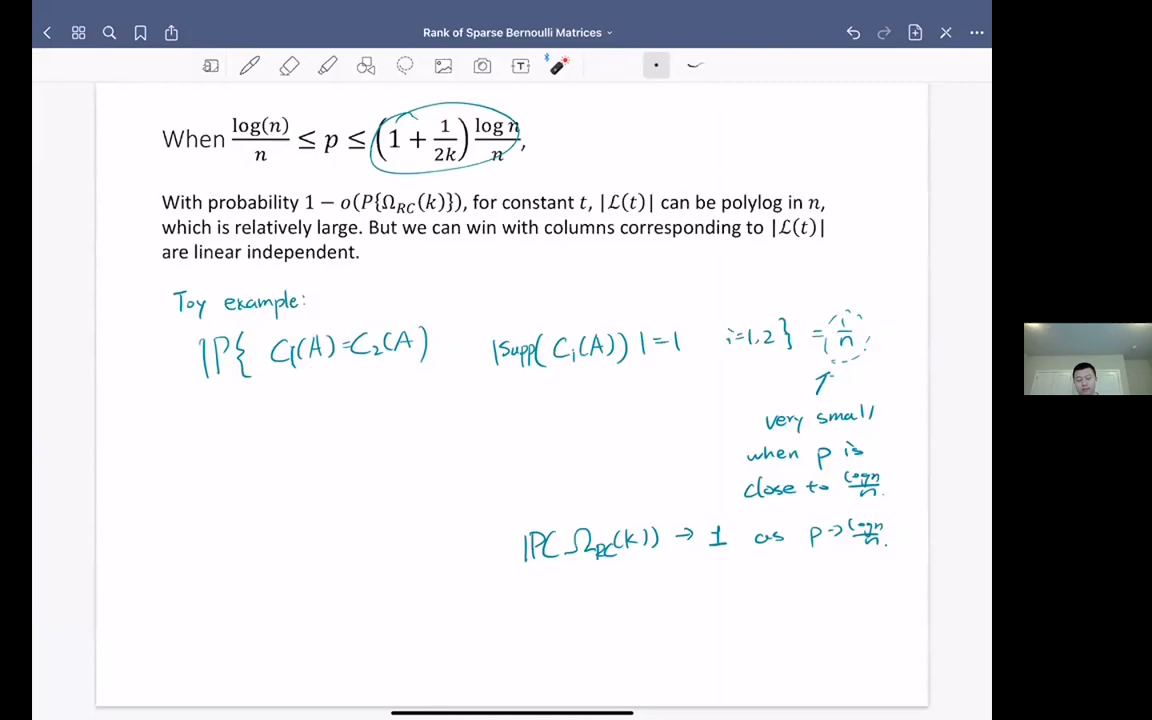 Rank of Sparse Bernoulli Matrices
When log(n)/n ≤ p ≤ (1 + 1/2k) log n/n,
With probability 1 − o(P{Ω_RC(k)}), for constant t, |ℒ(t)| can be polylog in n,
which is relatively large. But we can win with columns corresponding to |ℒ(t)|
are linear independent.
Toy example:
IP{ C₁(A)=C₂(A) |Supp(C_i(A))|=1 i=1,2 } = 1/n
↑
very small
when p is
close to logn/n.
IP(Ω_RC(k)) → 1 as p→ logn/n.